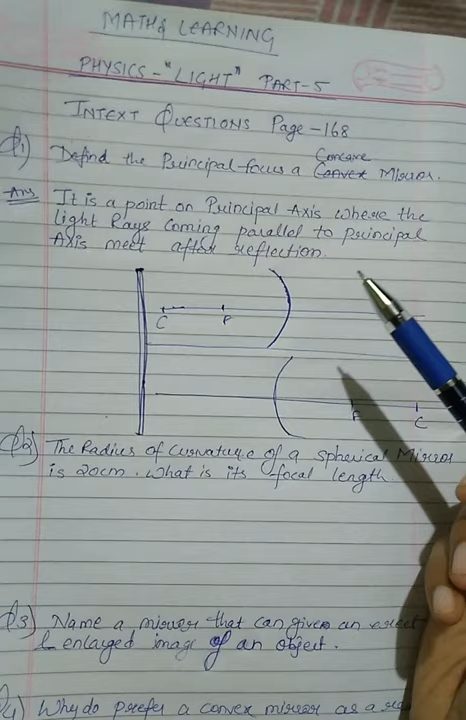 MATHS LEARNING
PHYSICS - "LIGHT" PART-5
INTEXT QUESTIONS Page - 168
Q1) Defind the Principal focus a Concave
Convex Mirror.
Ans It is a point on Principal Axis where the
light Rays coming parallel to principal
Axis meet after reflection.
C F
F C
Q2) The Radius of Curvature of a spherical Mirror
is 20cm. What is its focal length.
Q3) Name a mirror that can given an erect
& enlarged image of an object.
Q4) Why do prefer a convex mirror as a